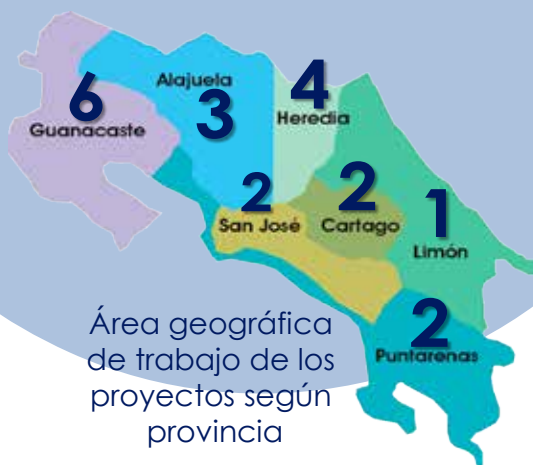 6
Guanacaste
Alajuela
3
4
Heredia
2
San José
2
Cartago
1
Limón
2
Puntarenas
Área geográfica
de trabajo de los
proyectos según
provincia